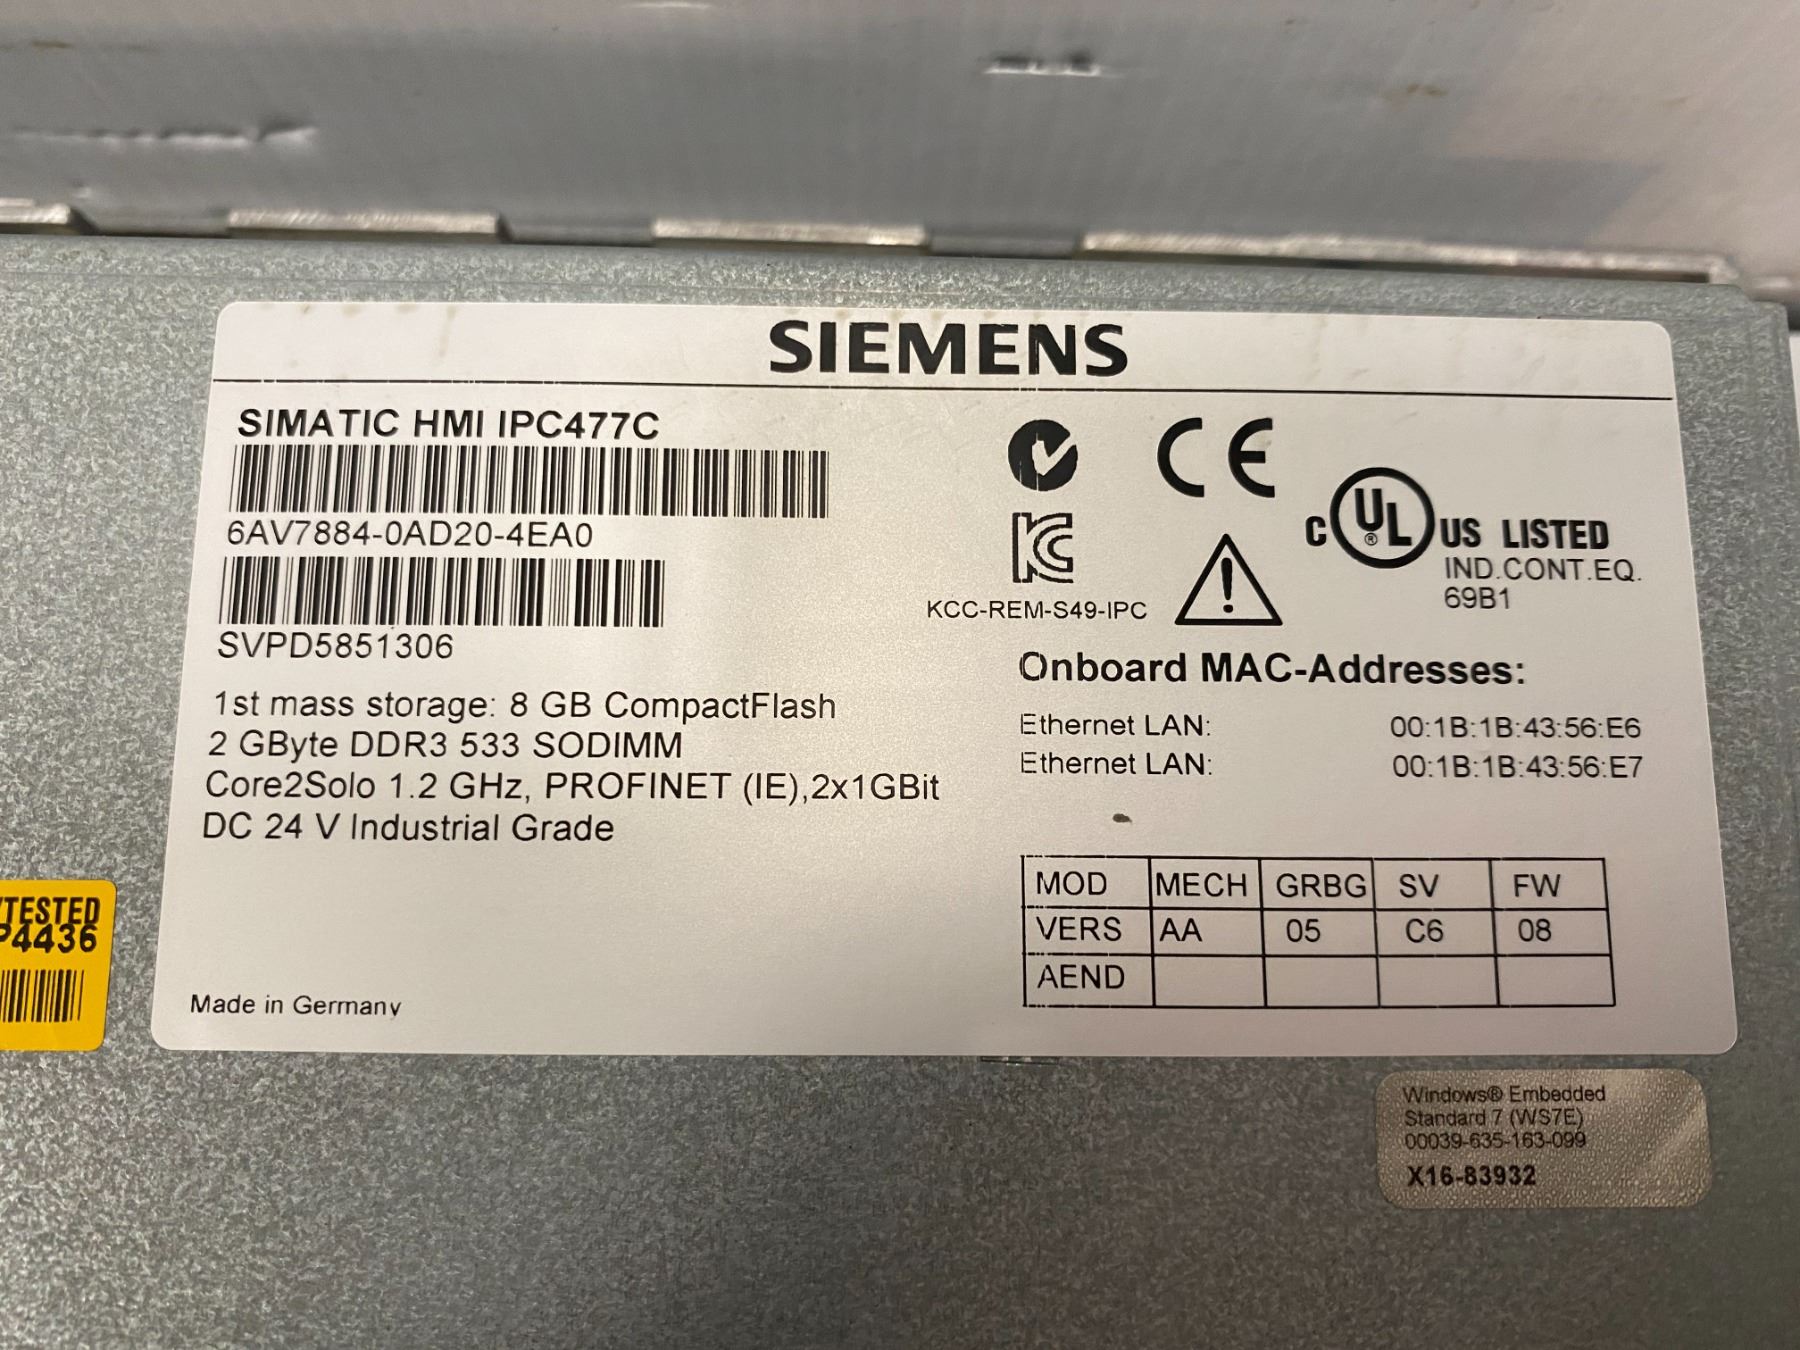 SIEMENS
SIMATIC HMI IPC477C
6AV7884-0AD20-4EA0
SVPD5851306
1st mass storage: 8 GB CompactFlash
2 GByte DDR3 533 SODIMM
Core2Solo 1.2 GHz, PROFINET (IE),2x1GBit
DC 24 V Industrial Grade
Made in Germany
CE
C UL® US LISTED
IND.CONT.EQ.
69B1
KC
KCC-REM-S49-IPC
!
Onboard MAC-Addresses:
Ethernet LAN: 00:1B:1B:43:56:E6
Ethernet LAN: 00:1B:1B:43:56:E7
MOD MECH GRBG SV FW
VERS AA 05 C6 08
AEND
TESTED
P4436
Windows® Embedded
Standard 7 (WS7E)
00039-635-163-099
X16-83932